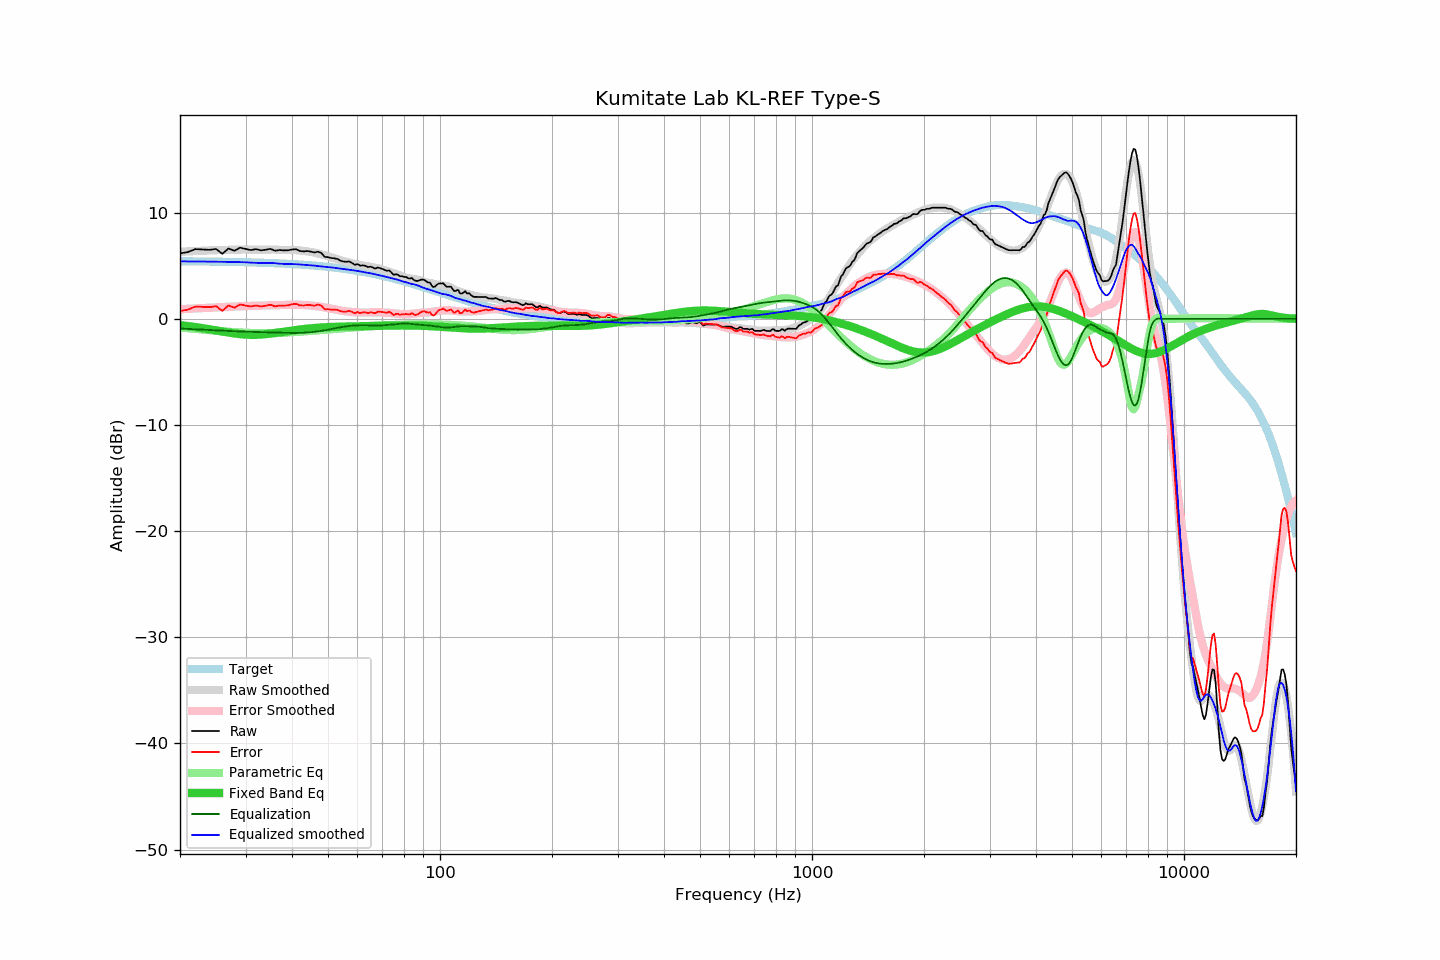 Kumitate Lab KL-REF Type-S
Amplitude (dBr)
10
0
−10
−20
−30
−40
−50
Target
Raw Smoothed
Error Smoothed
Raw
Error
Parametric Eq
Fixed Band Eq
Equalization
Equalized smoothed
100 1000 10000
Frequency (Hz)